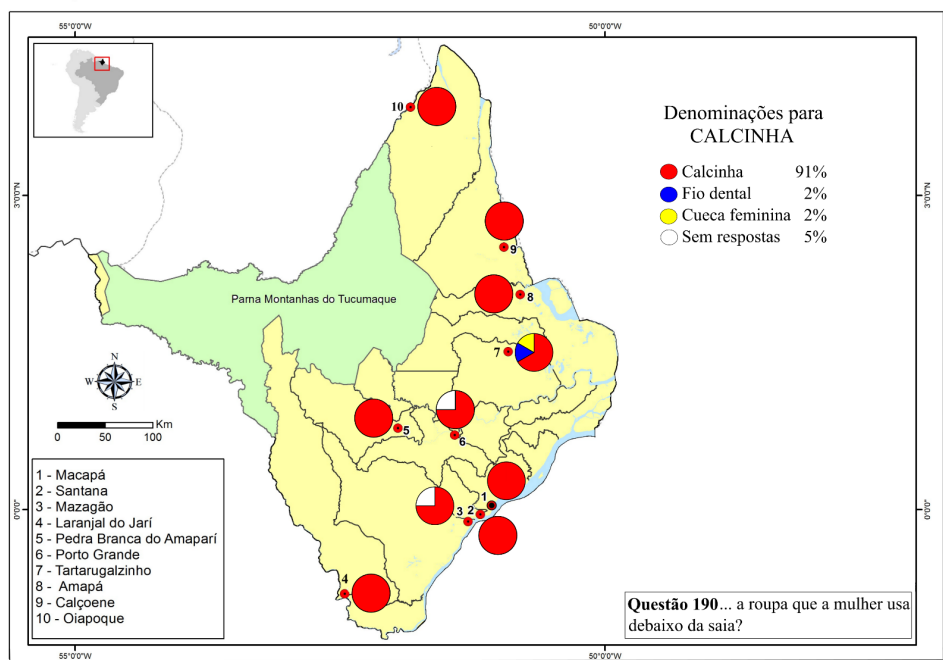 55°0'0"W
50°0'0"W
3°0'0"N
3°0'0"N
0°0'0"
0°0'0"
55°0'0"W
50°0'0"W
Denominações para
CALCINHA
Calcinha 91%
Fio dental 2%
Cueca feminina 2%
Sem respostas 5%
10
9
8
7
Parna Montanhas do Tucumaque
5
6
1
2
3
4
N
W E
S
Km
0 50 100
1 - Macapá
2 - Santana
3 - Mazagão
4 - Laranjal do Jarí
5 - Pedra Branca do Amaparí
6 - Porto Grande
7 - Tartarugalzinho
8 - Amapá
9 - Calçoene
10 - Oiapoque
Questão 190... a roupa que a mulher usa
debaixo da saia?